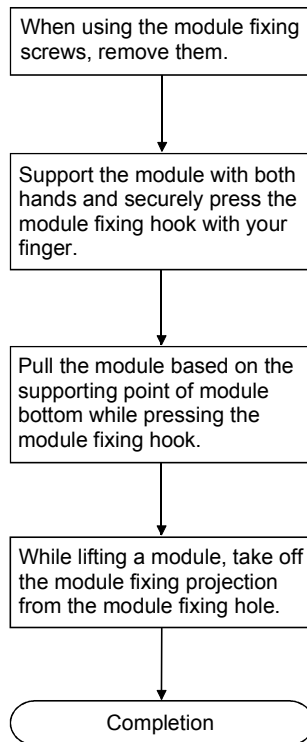 When using the module fixing
screws, remove them.
Support the module with both
hands and securely press the
module fixing hook with your
finger.
Pull the module based on the
supporting point of module
bottom while pressing the
module fixing hook.
While lifting a module, take off
the module fixing projection
from the module fixing hole.
Completion